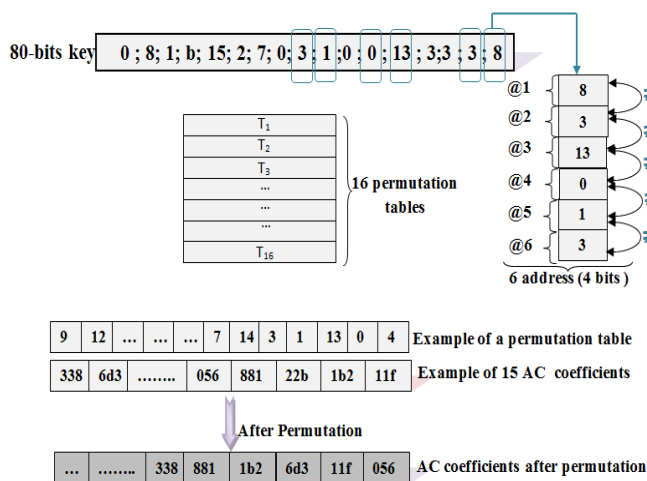 80-bits key 0 ; 8; 1; b; 15; 2; 7; 0; 3 ; 1 ;0 ; 0 ; 13 ; 3;3 ; 3 ; 8
@1 8
@2 3
@3 13
@4 0
@5 1
@6 3
6 address (4 bits )
T1
T2
T3
...
...
...
T16
16 permutation tables
9 12 ... ... ... 7 14 3 1 13 0 4 Example of a permutation table
338 6d3 ........ 056 881 22b 1b2 11f Example of 15 AC coefficients
After Permutation
... ........ 338 881 1b2 6d3 11f 056 AC coefficients after permutation